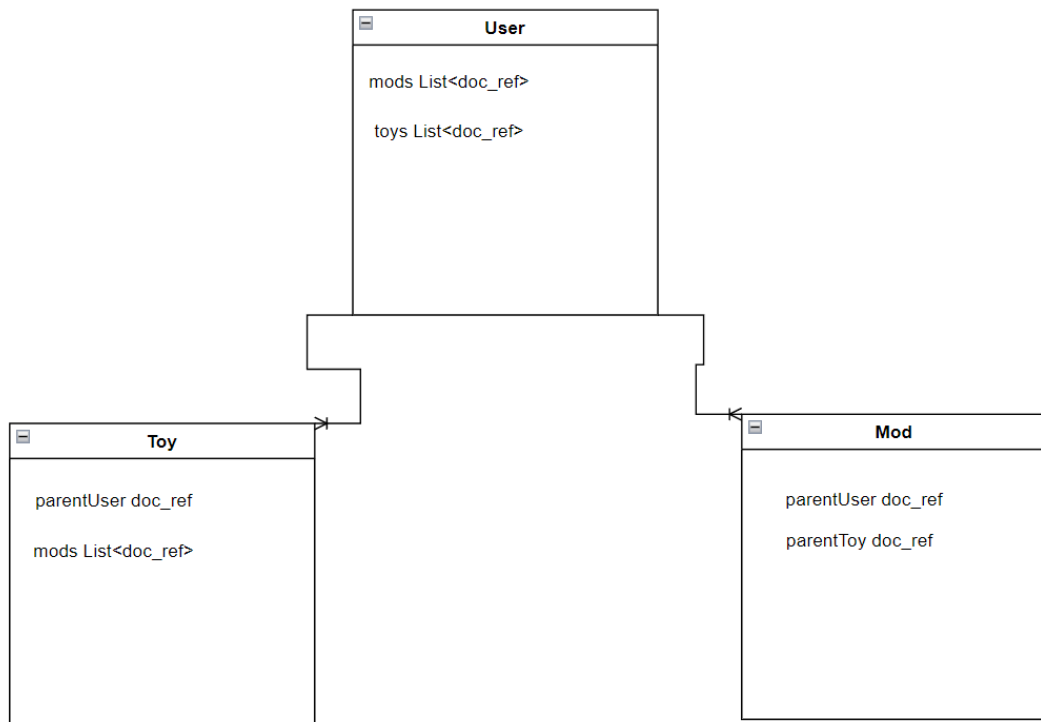 User
mods List<doc_ref>
toys List<doc_ref>
Toy
parentUser doc_ref
mods List<doc_ref>
Mod
parentUser doc_ref
parentToy doc_ref